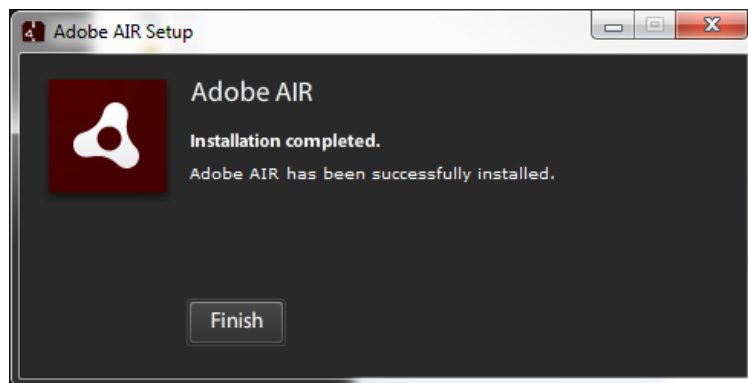 Adobe AIR Setup
Adobe AIR
Installation completed.
Adobe AIR has been successfully installed.
Finish